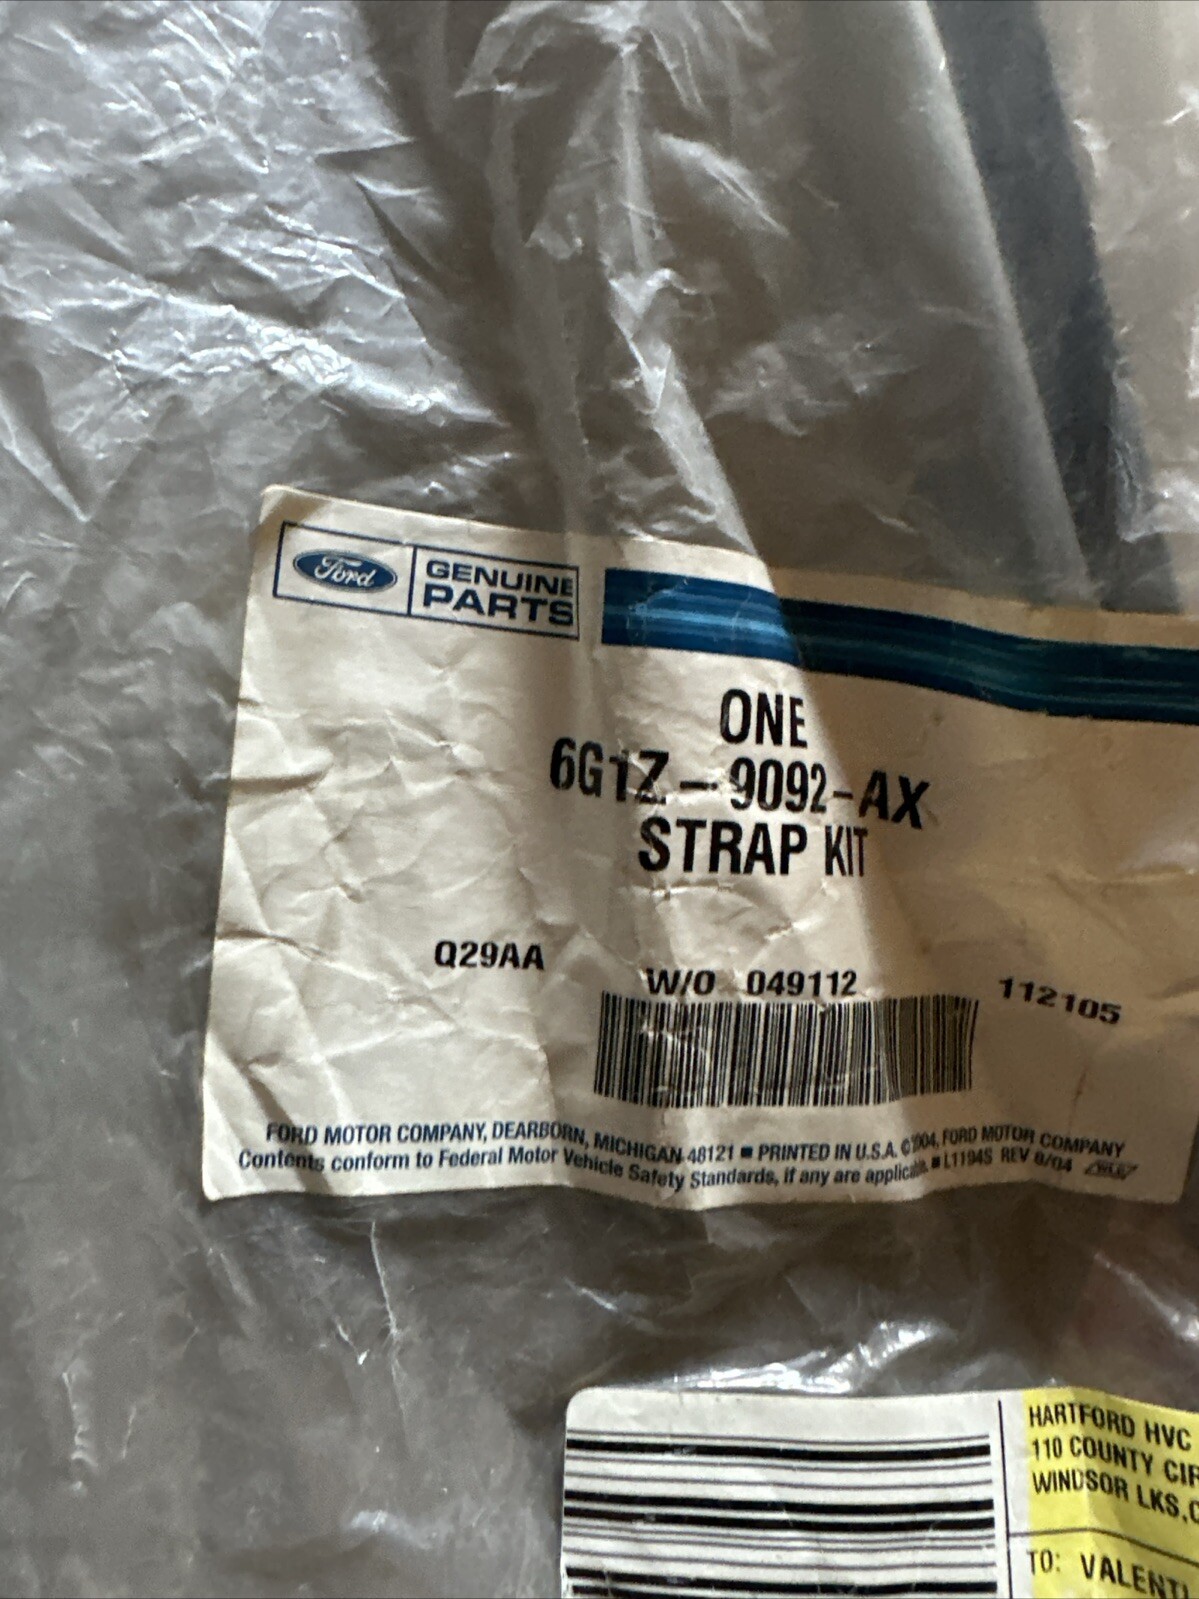 Ford
GENUINE
PARTS
ONE
6G1Z-9092-AX
STRAP KIT
Q29AA
W/O 049112
112105
FORD MOTOR COMPANY, DEARBORN, MICHIGAN 48121 ■ PRINTED IN U.S.A. ©2004, FORD MOTOR COMPANY
Contents conform to Federal Motor Vehicle Safety Standards, if any are applicable. ■ L1194S REV 8/04
HARTFORD HVC
110 COUNTY CIR
WINDSOR LKS,C
TO: VALENTI